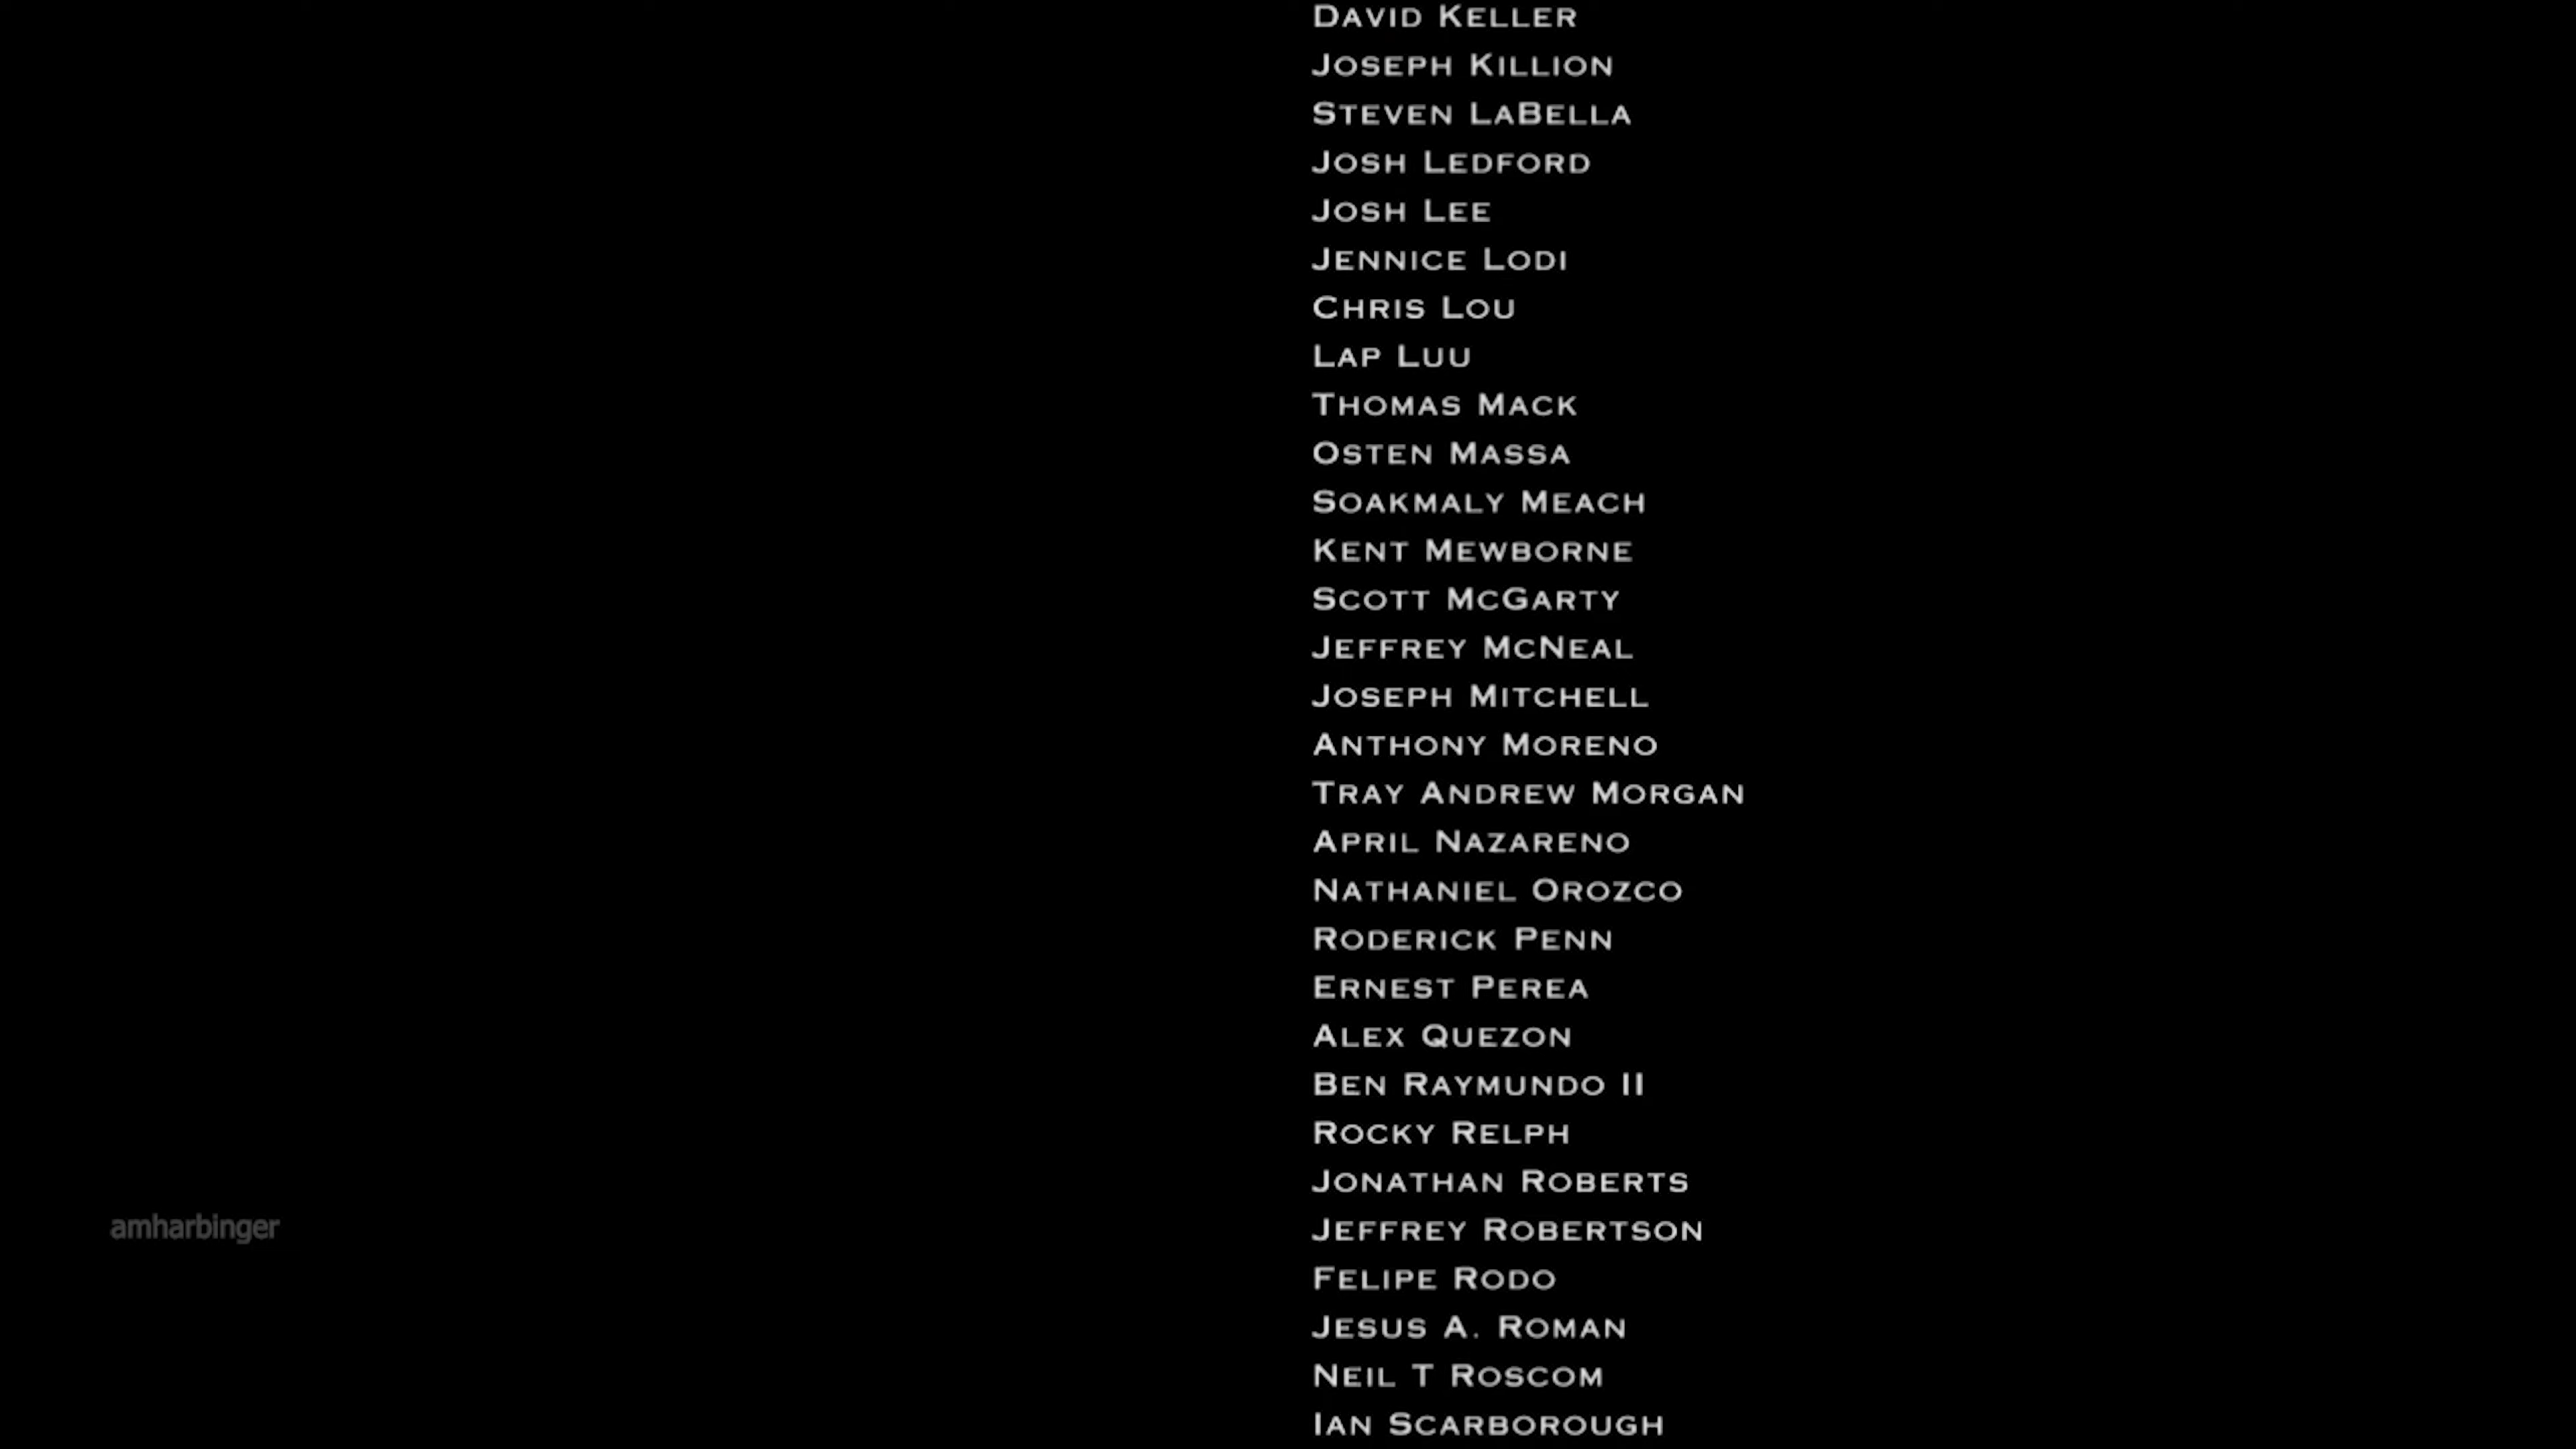 David Keller
Joseph Killion
Steven LaBella
Josh Ledford
Josh Lee
Jennice Lodi
Chris Lou
Lap Luu
Thomas Mack
Osten Massa
Soakmaly Meach
Kent Mewborne
Scott McGarty
Jeffrey McNeal
Joseph Mitchell
Anthony Moreno
Tray Andrew Morgan
April Nazareno
Nathaniel Orozco
Roderick Penn
Ernest Perea
Alex Quezon
Ben Raymundo II
Rocky Relph
Jonathan Roberts
Jeffrey Robertson
Felipe Rodo
Jesus A. Roman
Neil T Roscom
Ian Scarborough
amharbinger